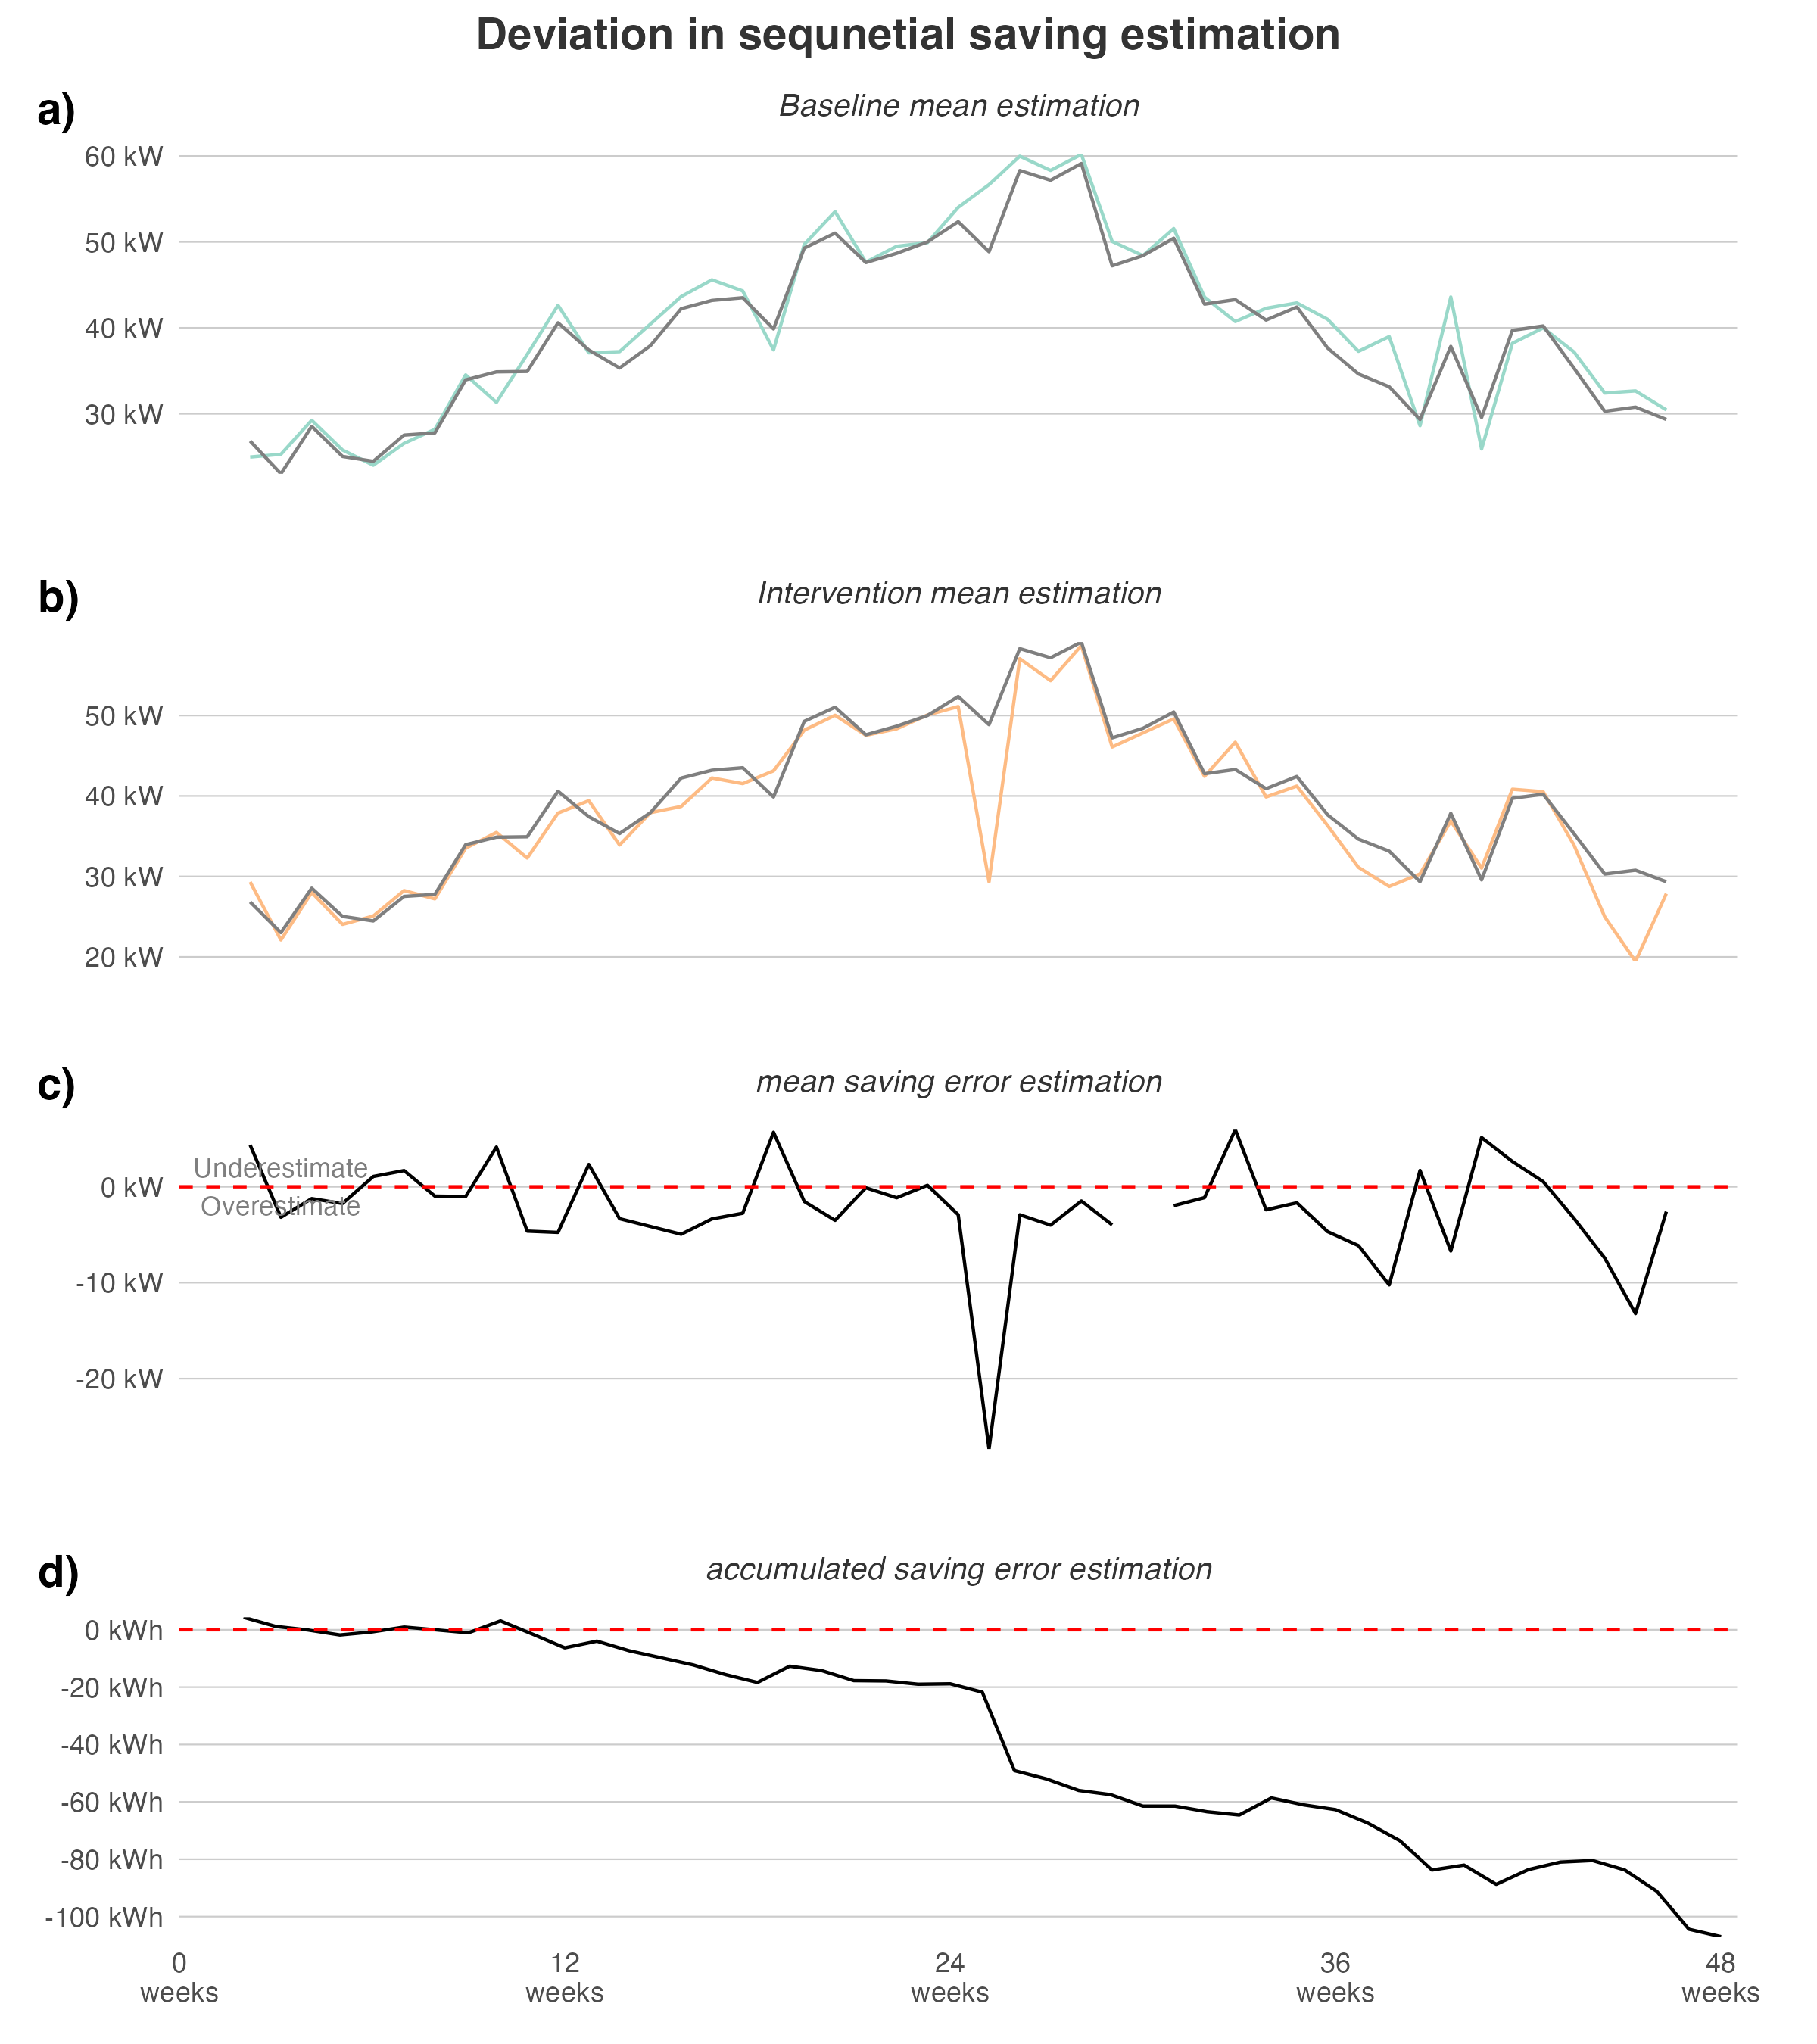 Deviation in sequnetial saving estimation
a)
Baseline mean estimation
60 kW
50 kW
40 kW
30 kW
b)
Intervention mean estimation
50 kW
40 kW
30 kW
20 kW
c)
mean saving error estimation
Underestimate
0 kW
Overestimate
-10 kW
-20 kW
d)
accumulated saving error estimation
0 kWh
-20 kWh
-40 kWh
-60 kWh
-80 kWh
-100 kWh
0 12 24 36 48
weeks weeks weeks weeks weeks